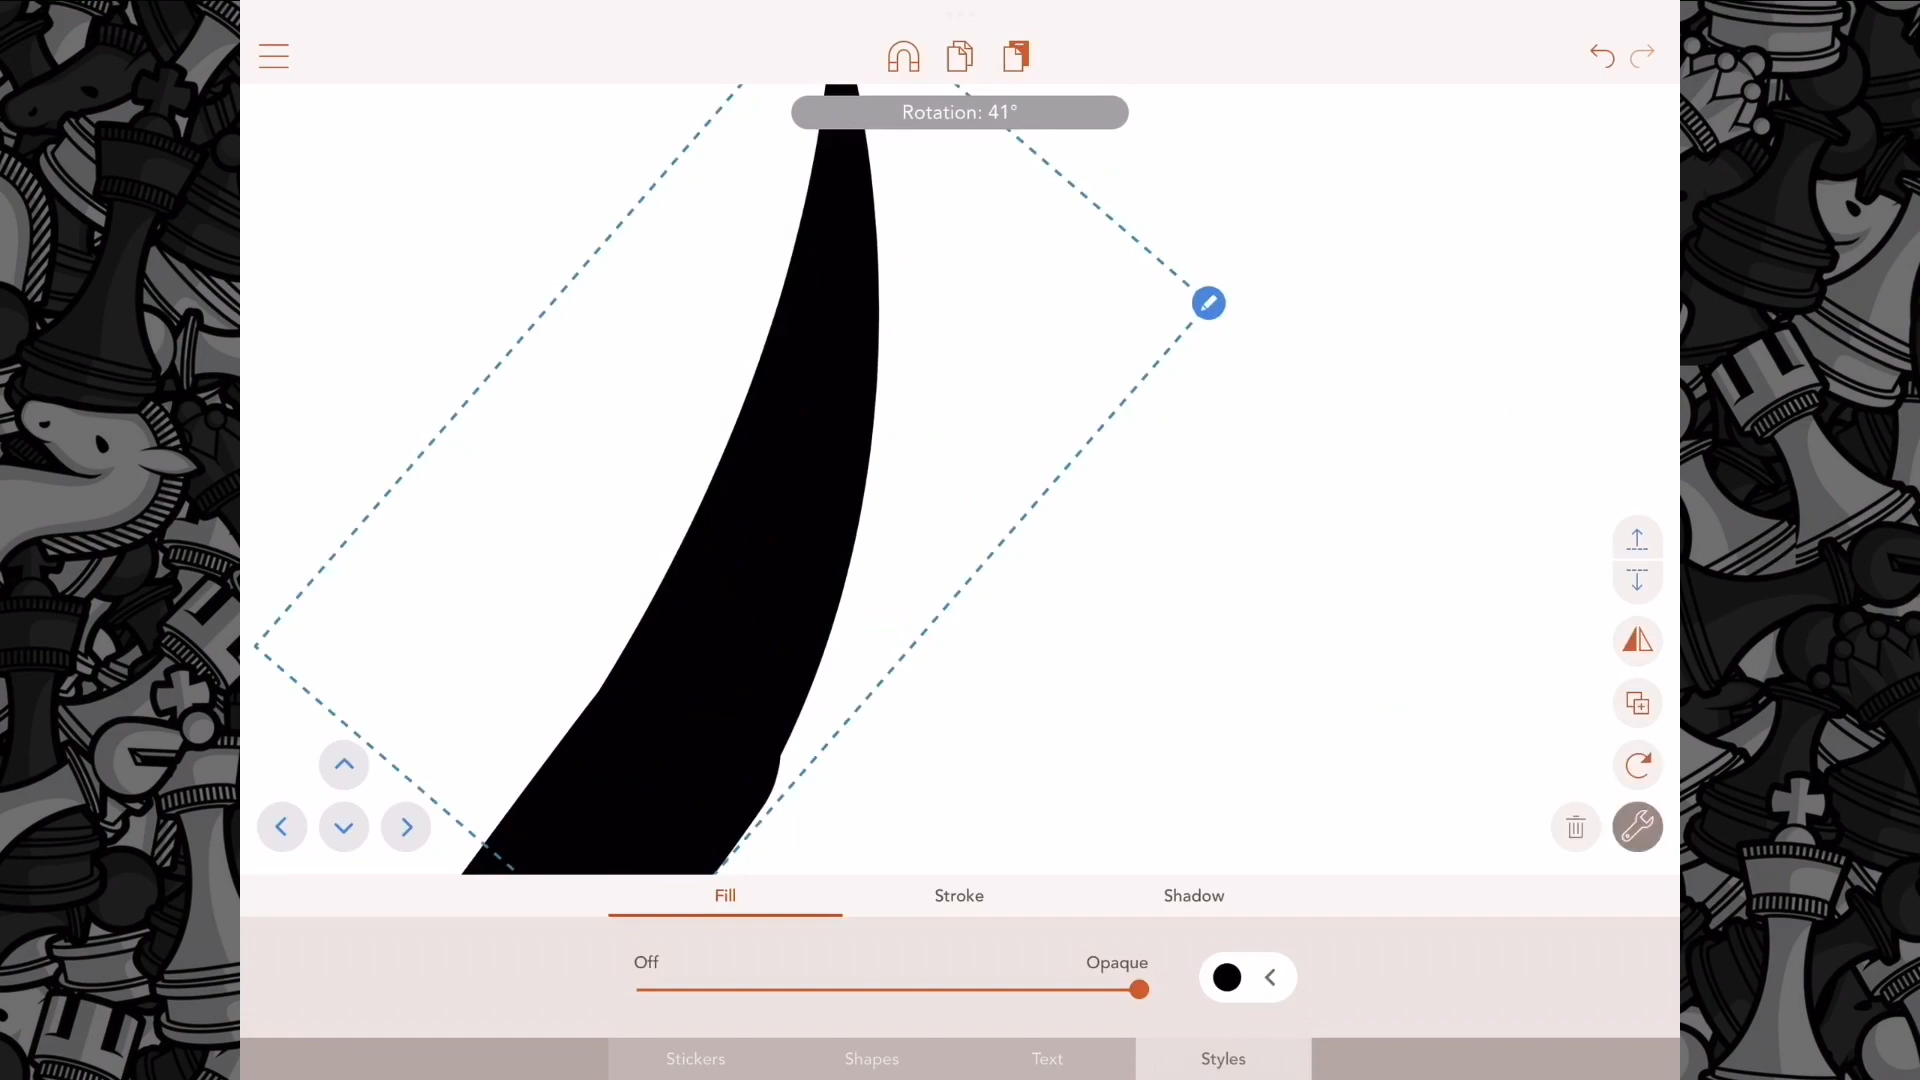 Rotation: 41°
Fill
Stroke
Shadow
Off
Opaque
Stickers
Shapes
Text
Styles